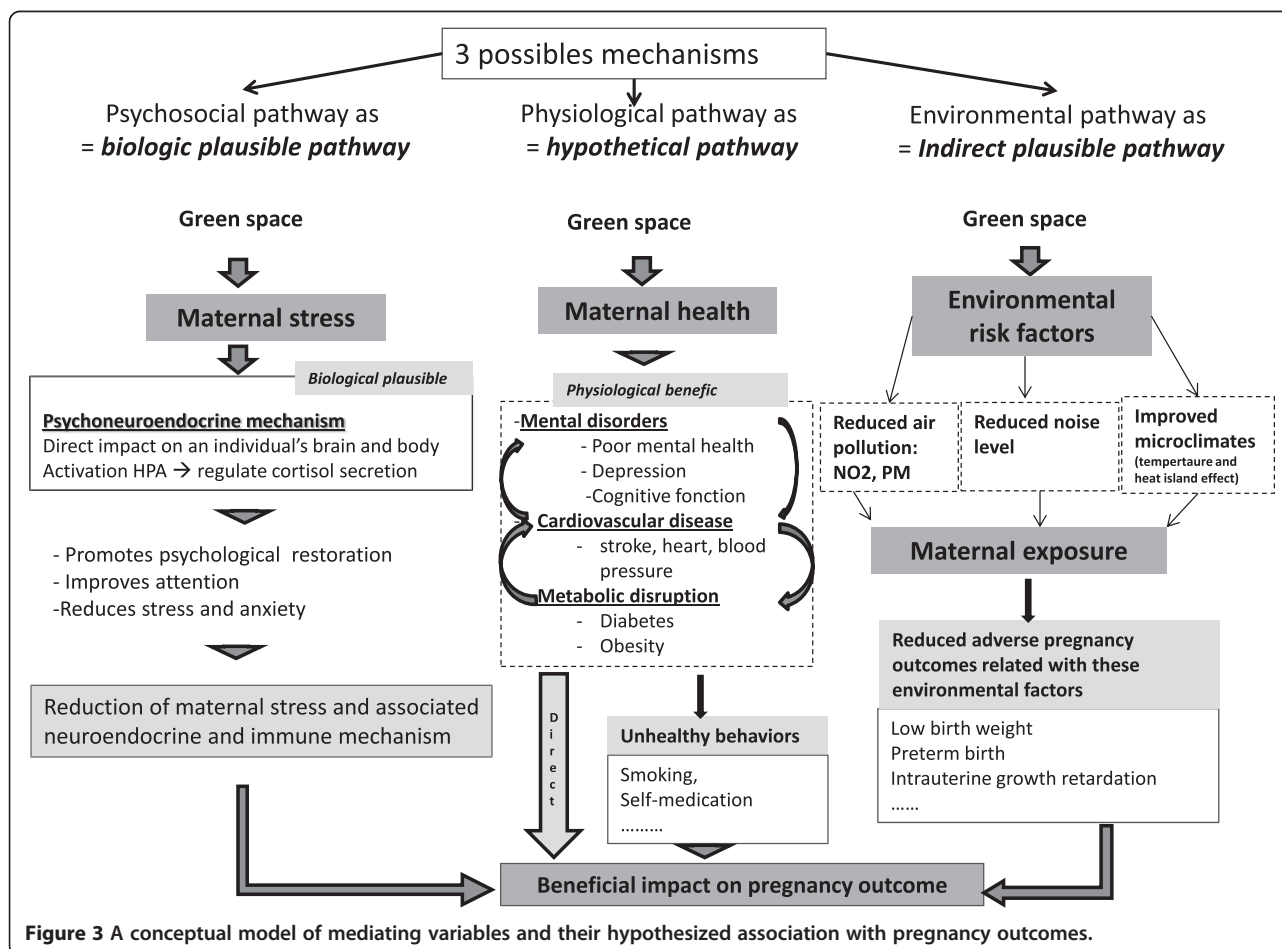 3 possibles mechanisms
Psychosocial pathway as
= biologic plausible pathway
Green space
Maternal stress
Biological plausible
Psychoneuroendocrine mechanism
Direct impact on an individual's brain and body
Activation HPA → regulate cortisol secretion
- Promotes psychological restoration
- Improves attention
-Reduces stress and anxiety
Reduction of maternal stress and associated
neuroendocrine and immune mechanism
Physiological pathway as
= hypothetical pathway
Green space
Maternal health
Physiological benefic
-Mental disorders
- Poor mental health
- Depression
-Cognitive fonction
- Cardiovascular disease
- stroke, heart, blood
pressure
Metabolic disruption
- Diabetes
- Obesity
Direct
Unhealthy behaviors
Smoking,
Self-medication
.........
Environmental pathway as
= Indirect plausible pathway
Green space
Environmental
risk factors
Reduced air
pollution:
NO2, PM
Reduced noise
level
Improved
microclimates
(tempertaure and
heat island effect)
Maternal exposure
Reduced adverse pregnancy
outcomes related with these
environmental factors
Low birth weight
Preterm birth
Intrauterine growth retardation
......
Beneficial impact on pregnancy outcome
Figure 3 A conceptual model of mediating variables and their hypothesized association with pregnancy outcomes.